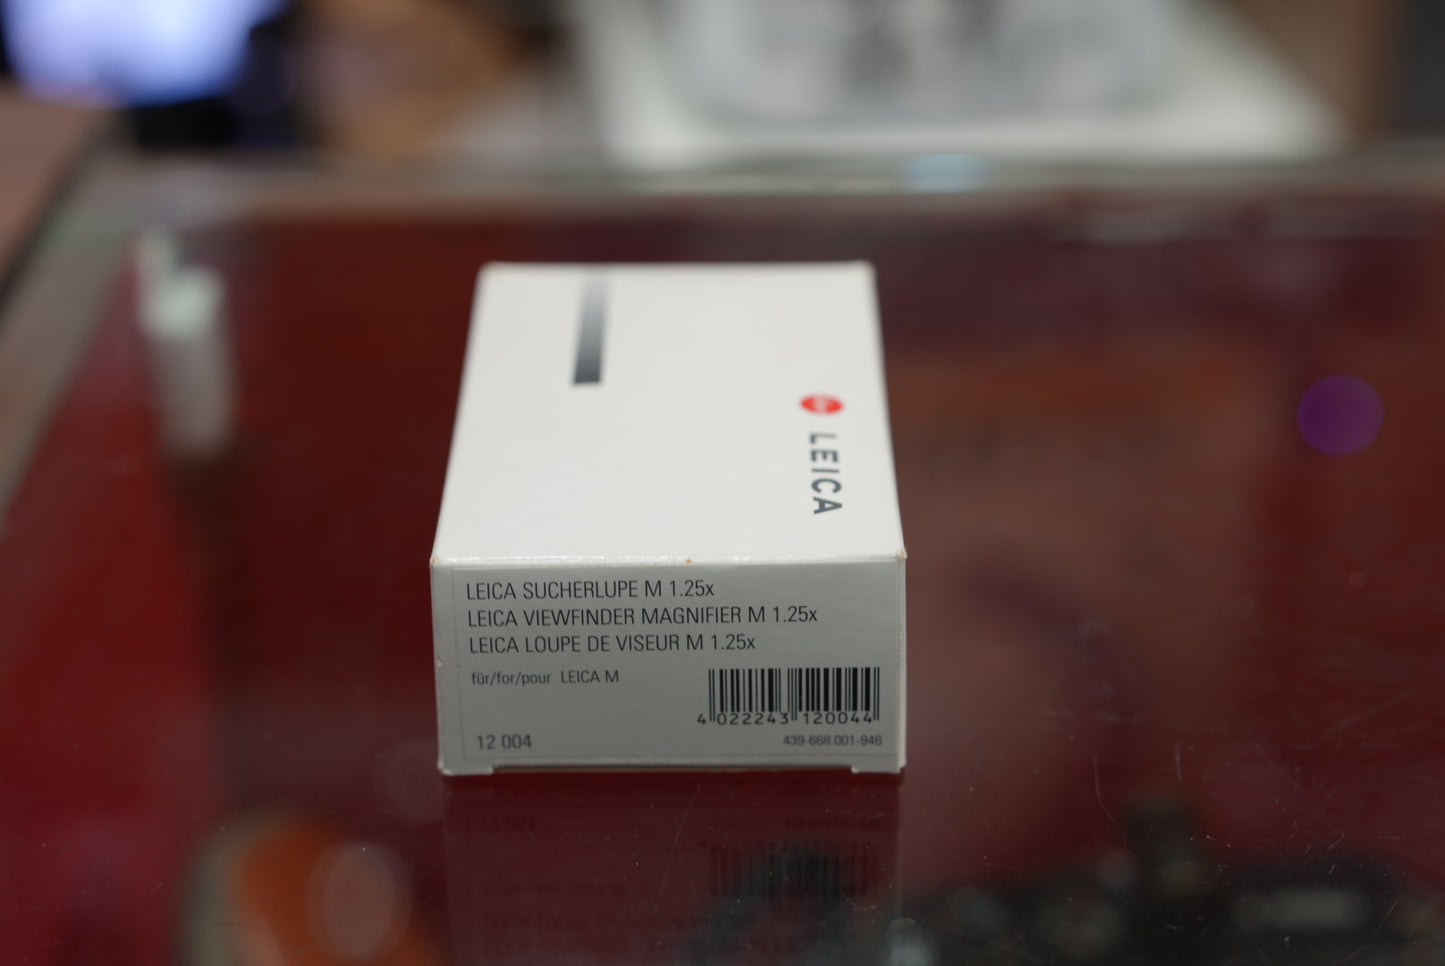 LEICA
LEICA SUCHERLUPE M 1.25x
LEICA VIEWFINDER MAGNIFIER M 1.25x
LEICA LOUPE DE VISEUR M 1.25x
für/for/pour LEICA M
4 022243 120044
12 004
439-668.001-946